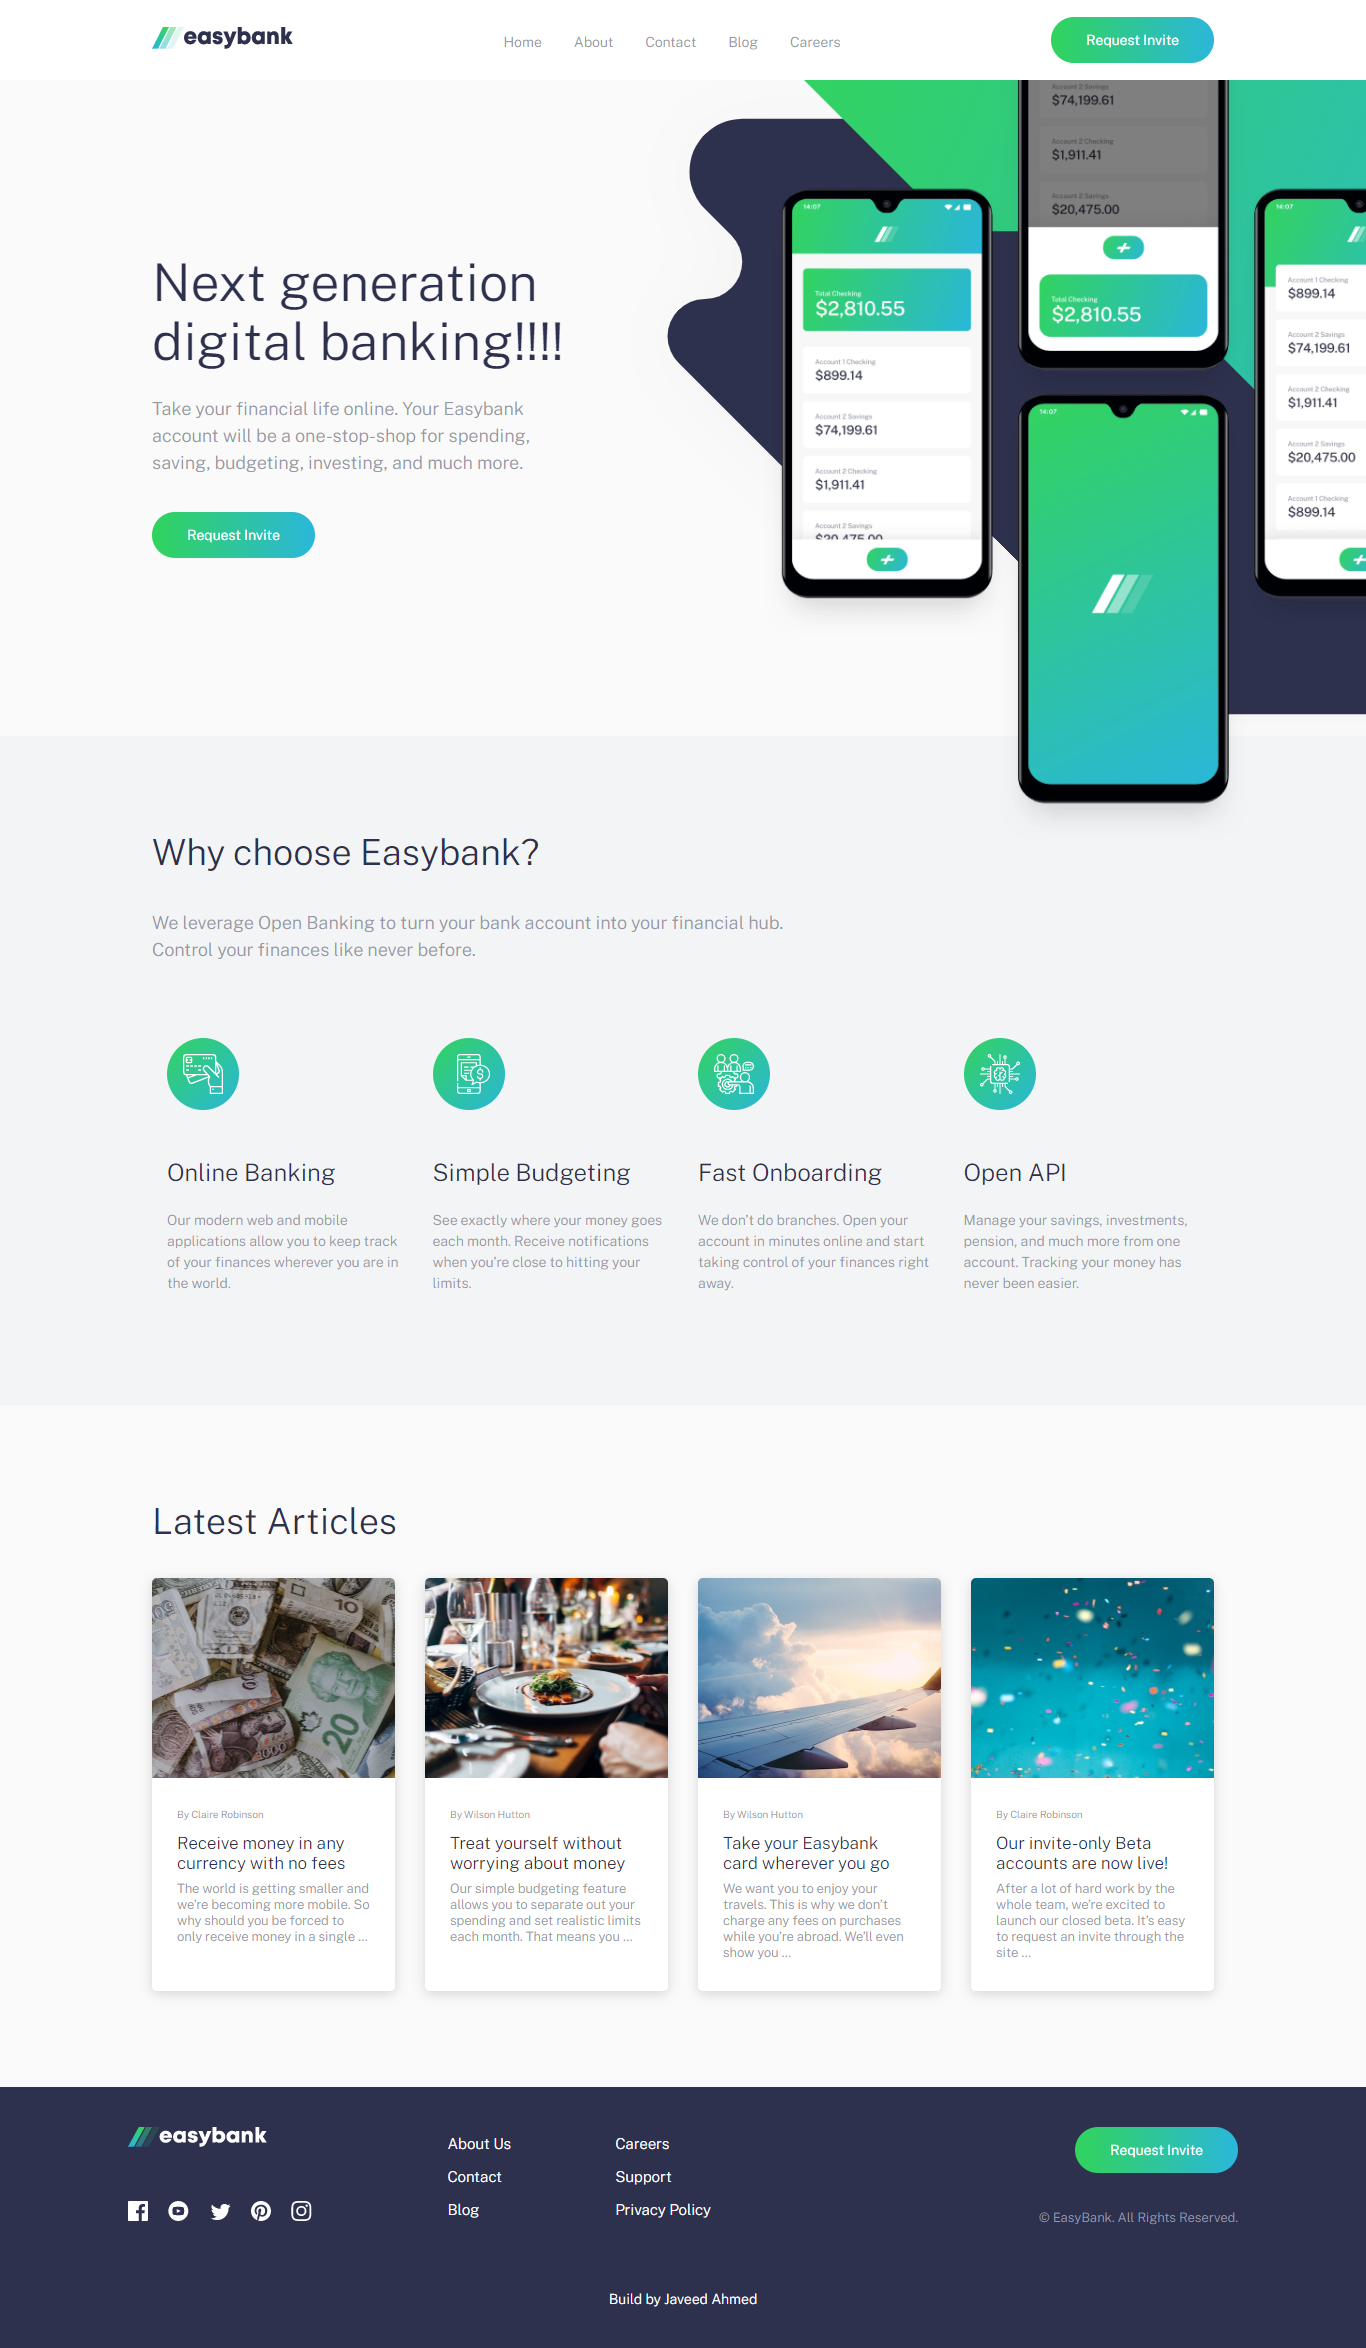 easybank
Home About Contact Blog Careers
Request Invite
Next generation
digital banking!!!!
Take your financial life online. Your Easybank
account will be a one-stop-shop for spending,
saving, budgeting, investing, and much more.
Request Invite
Account 2 Savings
$74,199.61
Account 2 Checking
$1,911.41
Account 2 Savings
$20,475.00
Total Checking
$2,810.55
14:07
Total Checking
$2,810.55
Account 1 Checking
$899.14
Account 2 Savings
$74,199.61
Account 2 Checking
$1,911.41
Account 2 Savings
$20,475.00
14:07
14:07
Account 1 Checking
$899.14
Account 2 Savings
$74,199.61
Account 2 Checking
$1,911.41
Account 2 Savings
$20,475.00
Account 1 Checking
$899.14
Why choose Easybank?
We leverage Open Banking to turn your bank account into your financial hub.
Control your finances like never before.
Online Banking
Our modern web and mobile
applications allow you to keep track
of your finances wherever you are in
the world.
Simple Budgeting
See exactly where your money goes
each month. Receive notifications
when you're close to hitting your
limits.
Fast Onboarding
We don't do branches. Open your
account in minutes online and start
taking control of your finances right
away.
Open API
Manage your savings, investments,
pension, and much more from one
account. Tracking your money has
never been easier.
Latest Articles
10
20
1000
By Claire Robinson
Receive money in any
currency with no fees
The world is getting smaller and
we're becoming more mobile. So
why should you be forced to
only receive money in a single ...
By Wilson Hutton
Treat yourself without
worrying about money
Our simple budgeting feature
allows you to separate out your
spending and set realistic limits
each month. That means you ...
By Wilson Hutton
Take your Easybank
card wherever you go
We want you to enjoy your
travels. This is why we don't
charge any fees on purchases
while you're abroad. We'll even
show you ...
By Claire Robinson
Our invite-only Beta
accounts are now live!
After a lot of hard work by the
whole team, we're excited to
launch our closed beta. It's easy
to request an invite through the
site ...
easybank
About Us
Contact
Blog
Careers
Support
Privacy Policy
Request Invite
© EasyBank. All Rights Reserved.
Build by Javeed Ahmed